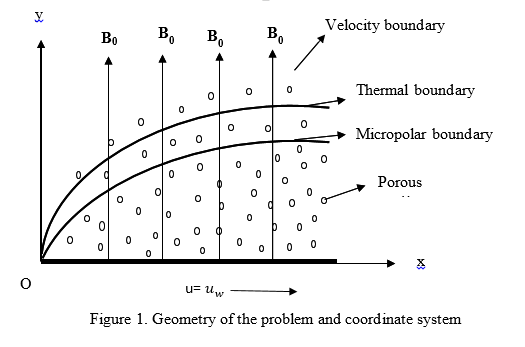 y
B₀ B₀ B₀ B₀
Velocity boundary
Thermal boundary
Micropolar boundary
Porous
x
O
u= u_w
Figure 1. Geometry of the problem and coordinate system